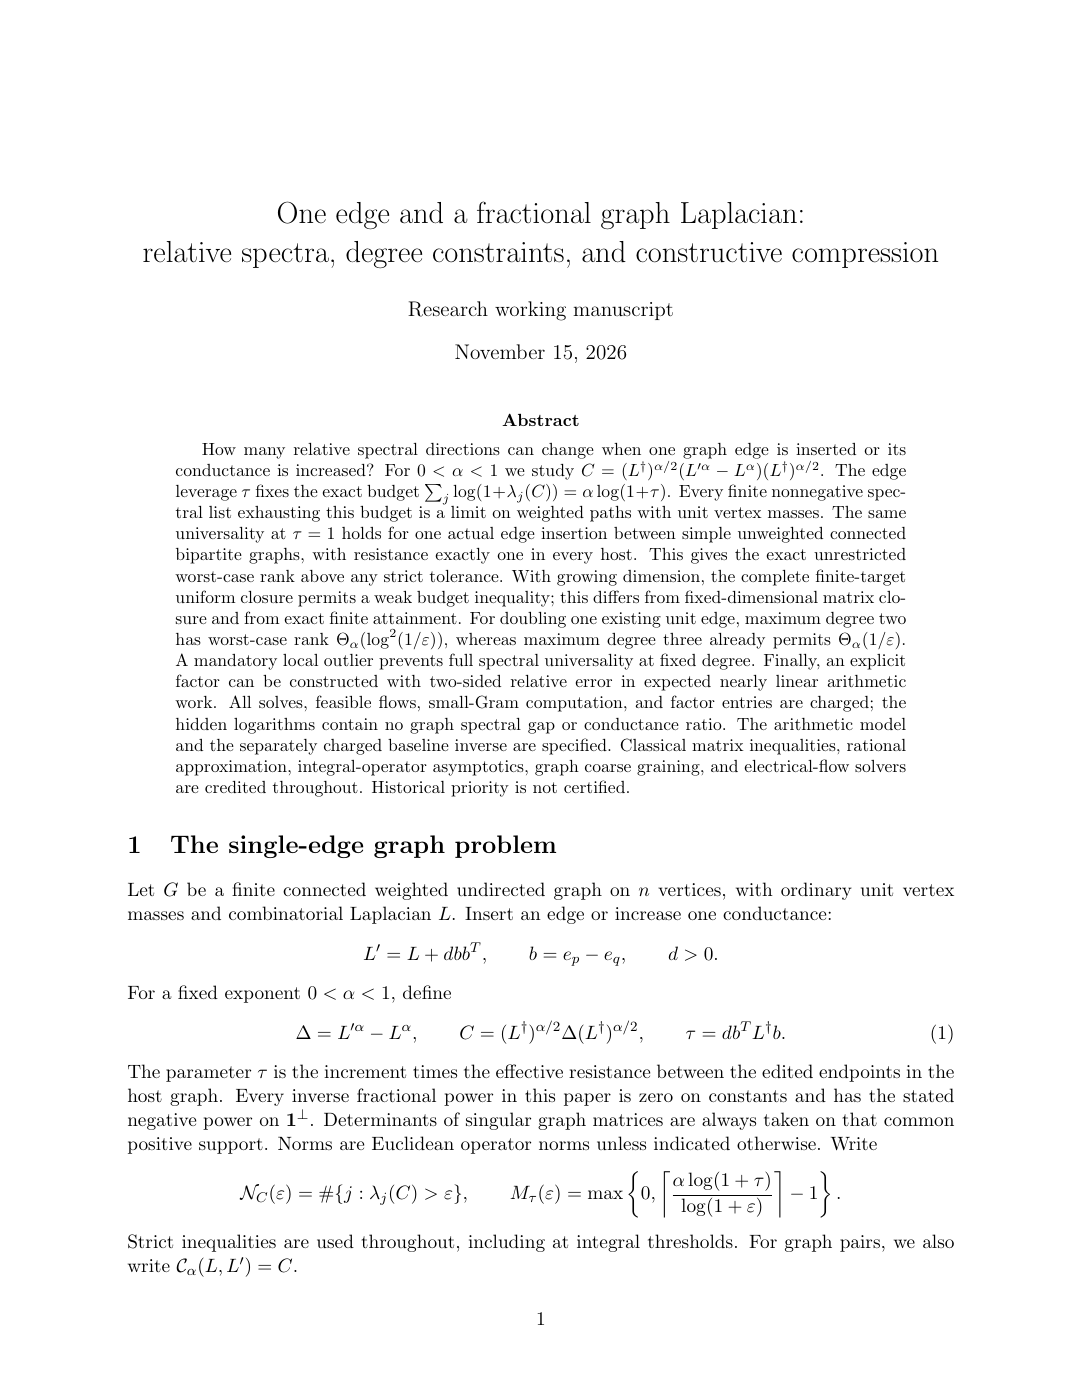 One edge and a fractional graph Laplacian:
relative spectra, degree constraints, and constructive compression
Research working manuscript
November 15, 2026
Abstract
How many relative spectral directions can change when one graph edge is inserted or its
conductance is increased? For 0 < α < 1 we study C = (L†)^{α/2}(L′^α − L^α)(L†)^{α/2}. The edge
leverage τ fixes the exact budget ∑_j log(1+λ_j(C)) = α log(1+τ). Every finite nonnegative spec-
tral list exhausting this budget is a limit on weighted paths with unit vertex masses. The same
universality at τ = 1 holds for one actual edge insertion between simple unweighted connected
bipartite graphs, with resistance exactly one in every host. This gives the exact unrestricted
worst-case rank above any strict tolerance. With growing dimension, the complete finite-target
uniform closure permits a weak budget inequality; this differs from fixed-dimensional matrix clo-
sure and from exact finite attainment. For doubling one existing unit edge, maximum degree two
has worst-case rank Θ_α(log²(1/ε)), whereas maximum degree three already permits Θ_α(1/ε).
A mandatory local outlier prevents full spectral universality at fixed degree. Finally, an explicit
factor can be constructed with two-sided relative error in expected nearly linear arithmetic
work. All solves, feasible flows, small-Gram computation, and factor entries are charged; the
hidden logarithms contain no graph spectral gap or conductance ratio. The arithmetic model
and the separately charged baseline inverse are specified. Classical matrix inequalities, rational
approximation, integral-operator asymptotics, graph coarse graining, and electrical-flow solvers
are credited throughout. Historical priority is not certified.
1 The single-edge graph problem
Let G be a finite connected weighted undirected graph on n vertices, with ordinary unit vertex
masses and combinatorial Laplacian L. Insert an edge or increase one conductance:
L′ = L + dbb^T, b = e_p − e_q, d > 0.
For a fixed exponent 0 < α < 1, define
Δ = L′^α − L^α, C = (L†)^{α/2}Δ(L†)^{α/2}, τ = db^T L†b. (1)
The parameter τ is the increment times the effective resistance between the edited endpoints in the
host graph. Every inverse fractional power in this paper is zero on constants and has the stated
negative power on 1^⊥. Determinants of singular graph matrices are always taken on that common
positive support. Norms are Euclidean operator norms unless indicated otherwise. Write
𝒩_C(ε) = #{j : λ_j(C) > ε}, M_τ(ε) = max {0, ⌈α log(1 + τ) / log(1 + ε)⌉ − 1}.
Strict inequalities are used throughout, including at integral thresholds. For graph pairs, we also
write 𝒞_α(L, L′) = C.
1